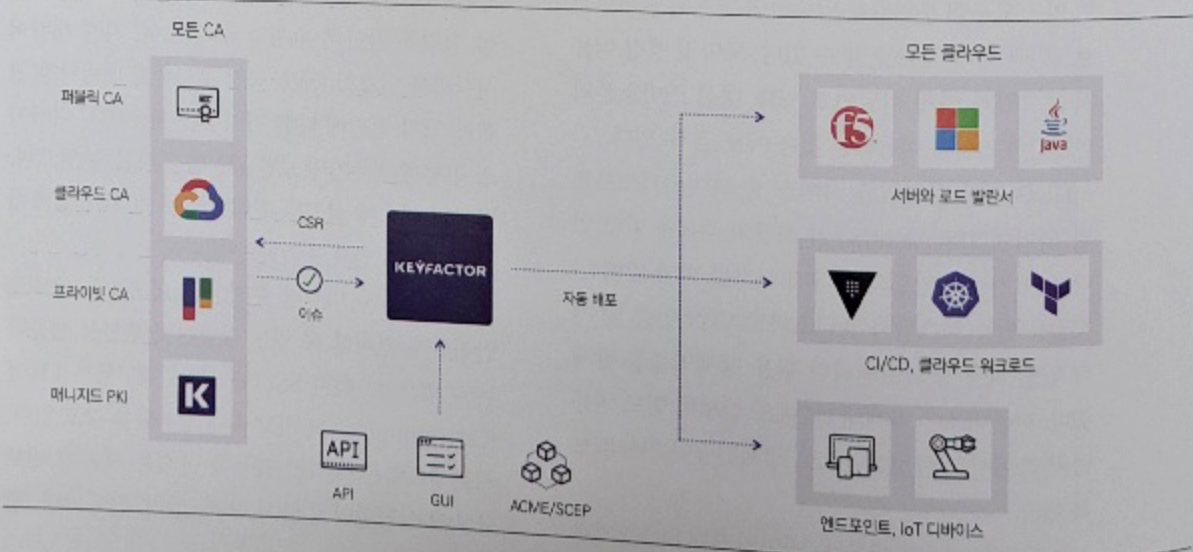 모든 CA
퍼블릭 CA
클라우드 CA
프라이빗 CA
매니지드 PKI
K
CSR
이슈
KEYFACTOR
API
API
GUI
ACME/SCEP
자동 배포
모든 클라우드
f5
Java
서버와 로드 발란서
CI/CD, 클라우드 워크로드
엔드포인트, IoT 디바이스